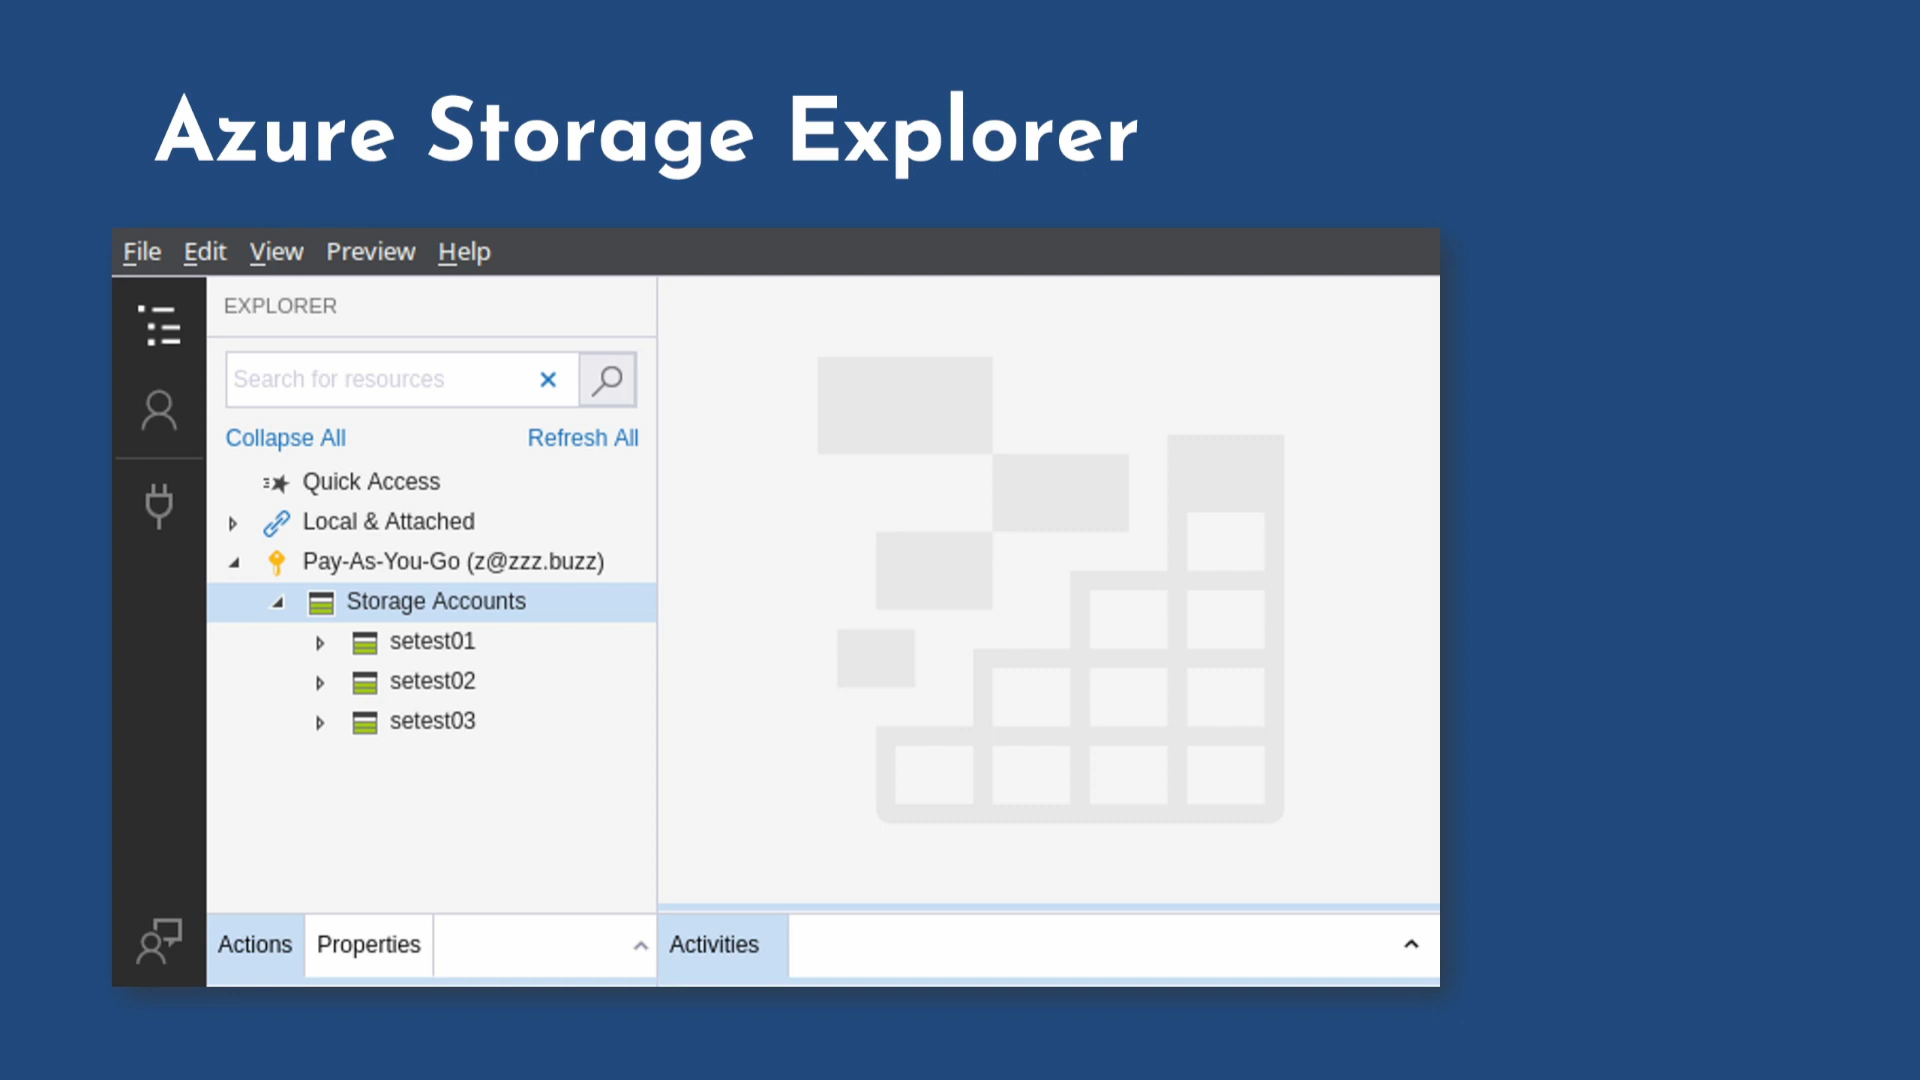 Azure Storage Explorer
File Edit View Preview Help
EXPLORER
Search for resources
Collapse All Refresh All
Quick Access
Local & Attached
Pay-As-You-Go (z@zzz.buzz)
Storage Accounts
setest01
setest02
setest03
Actions Properties Activities